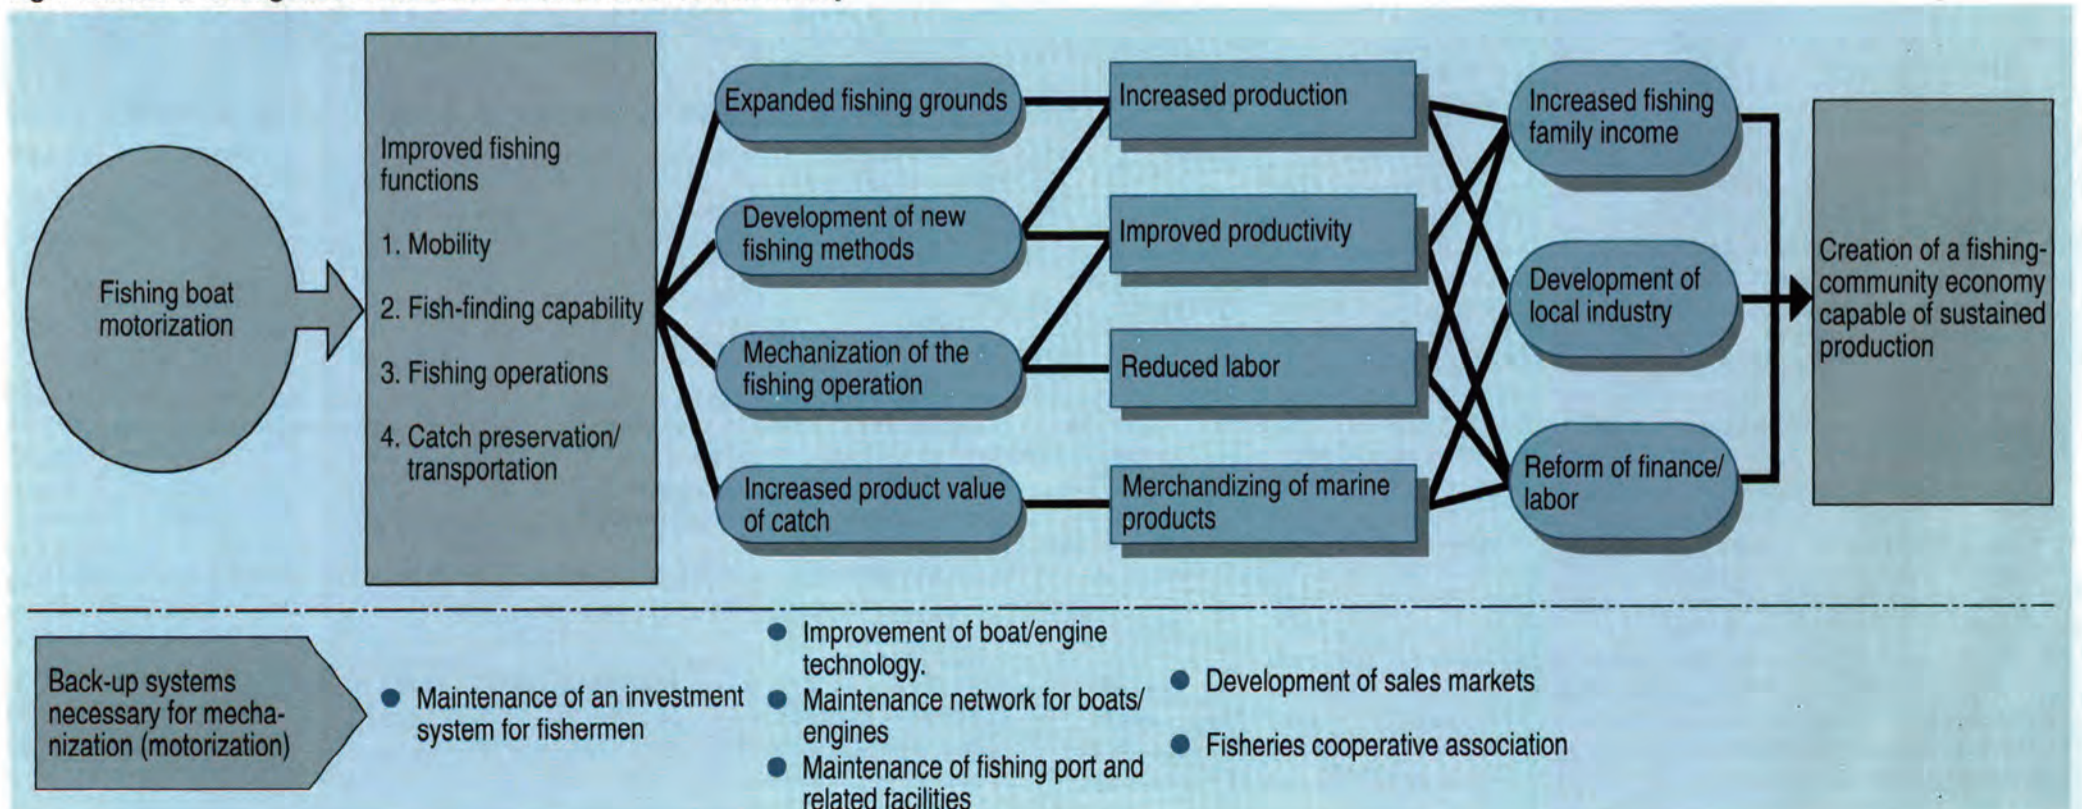 Fishing boat
motorization
Improved fishing
functions
1. Mobility
2. Fish-finding capability
3. Fishing operations
4. Catch preservation/
transportation
Expanded fishing grounds
Development of new
fishing methods
Mechanization of the
fishing operation
Increased product value
of catch
Increased production
Improved productivity
Reduced labor
Merchandizing of marine
products
Increased fishing
family income
Development of
local industry
Reform of finance/
labor
Creation of a fishing-
community economy
capable of sustained
production
Back-up systems
necessary for mecha-
nization (motorization)
● Maintenance of an investment
system for fishermen
● Improvement of boat/engine
technology.
● Maintenance network for boats/
engines
● Maintenance of fishing port and
related facilities
● Development of sales markets
● Fisheries cooperative association